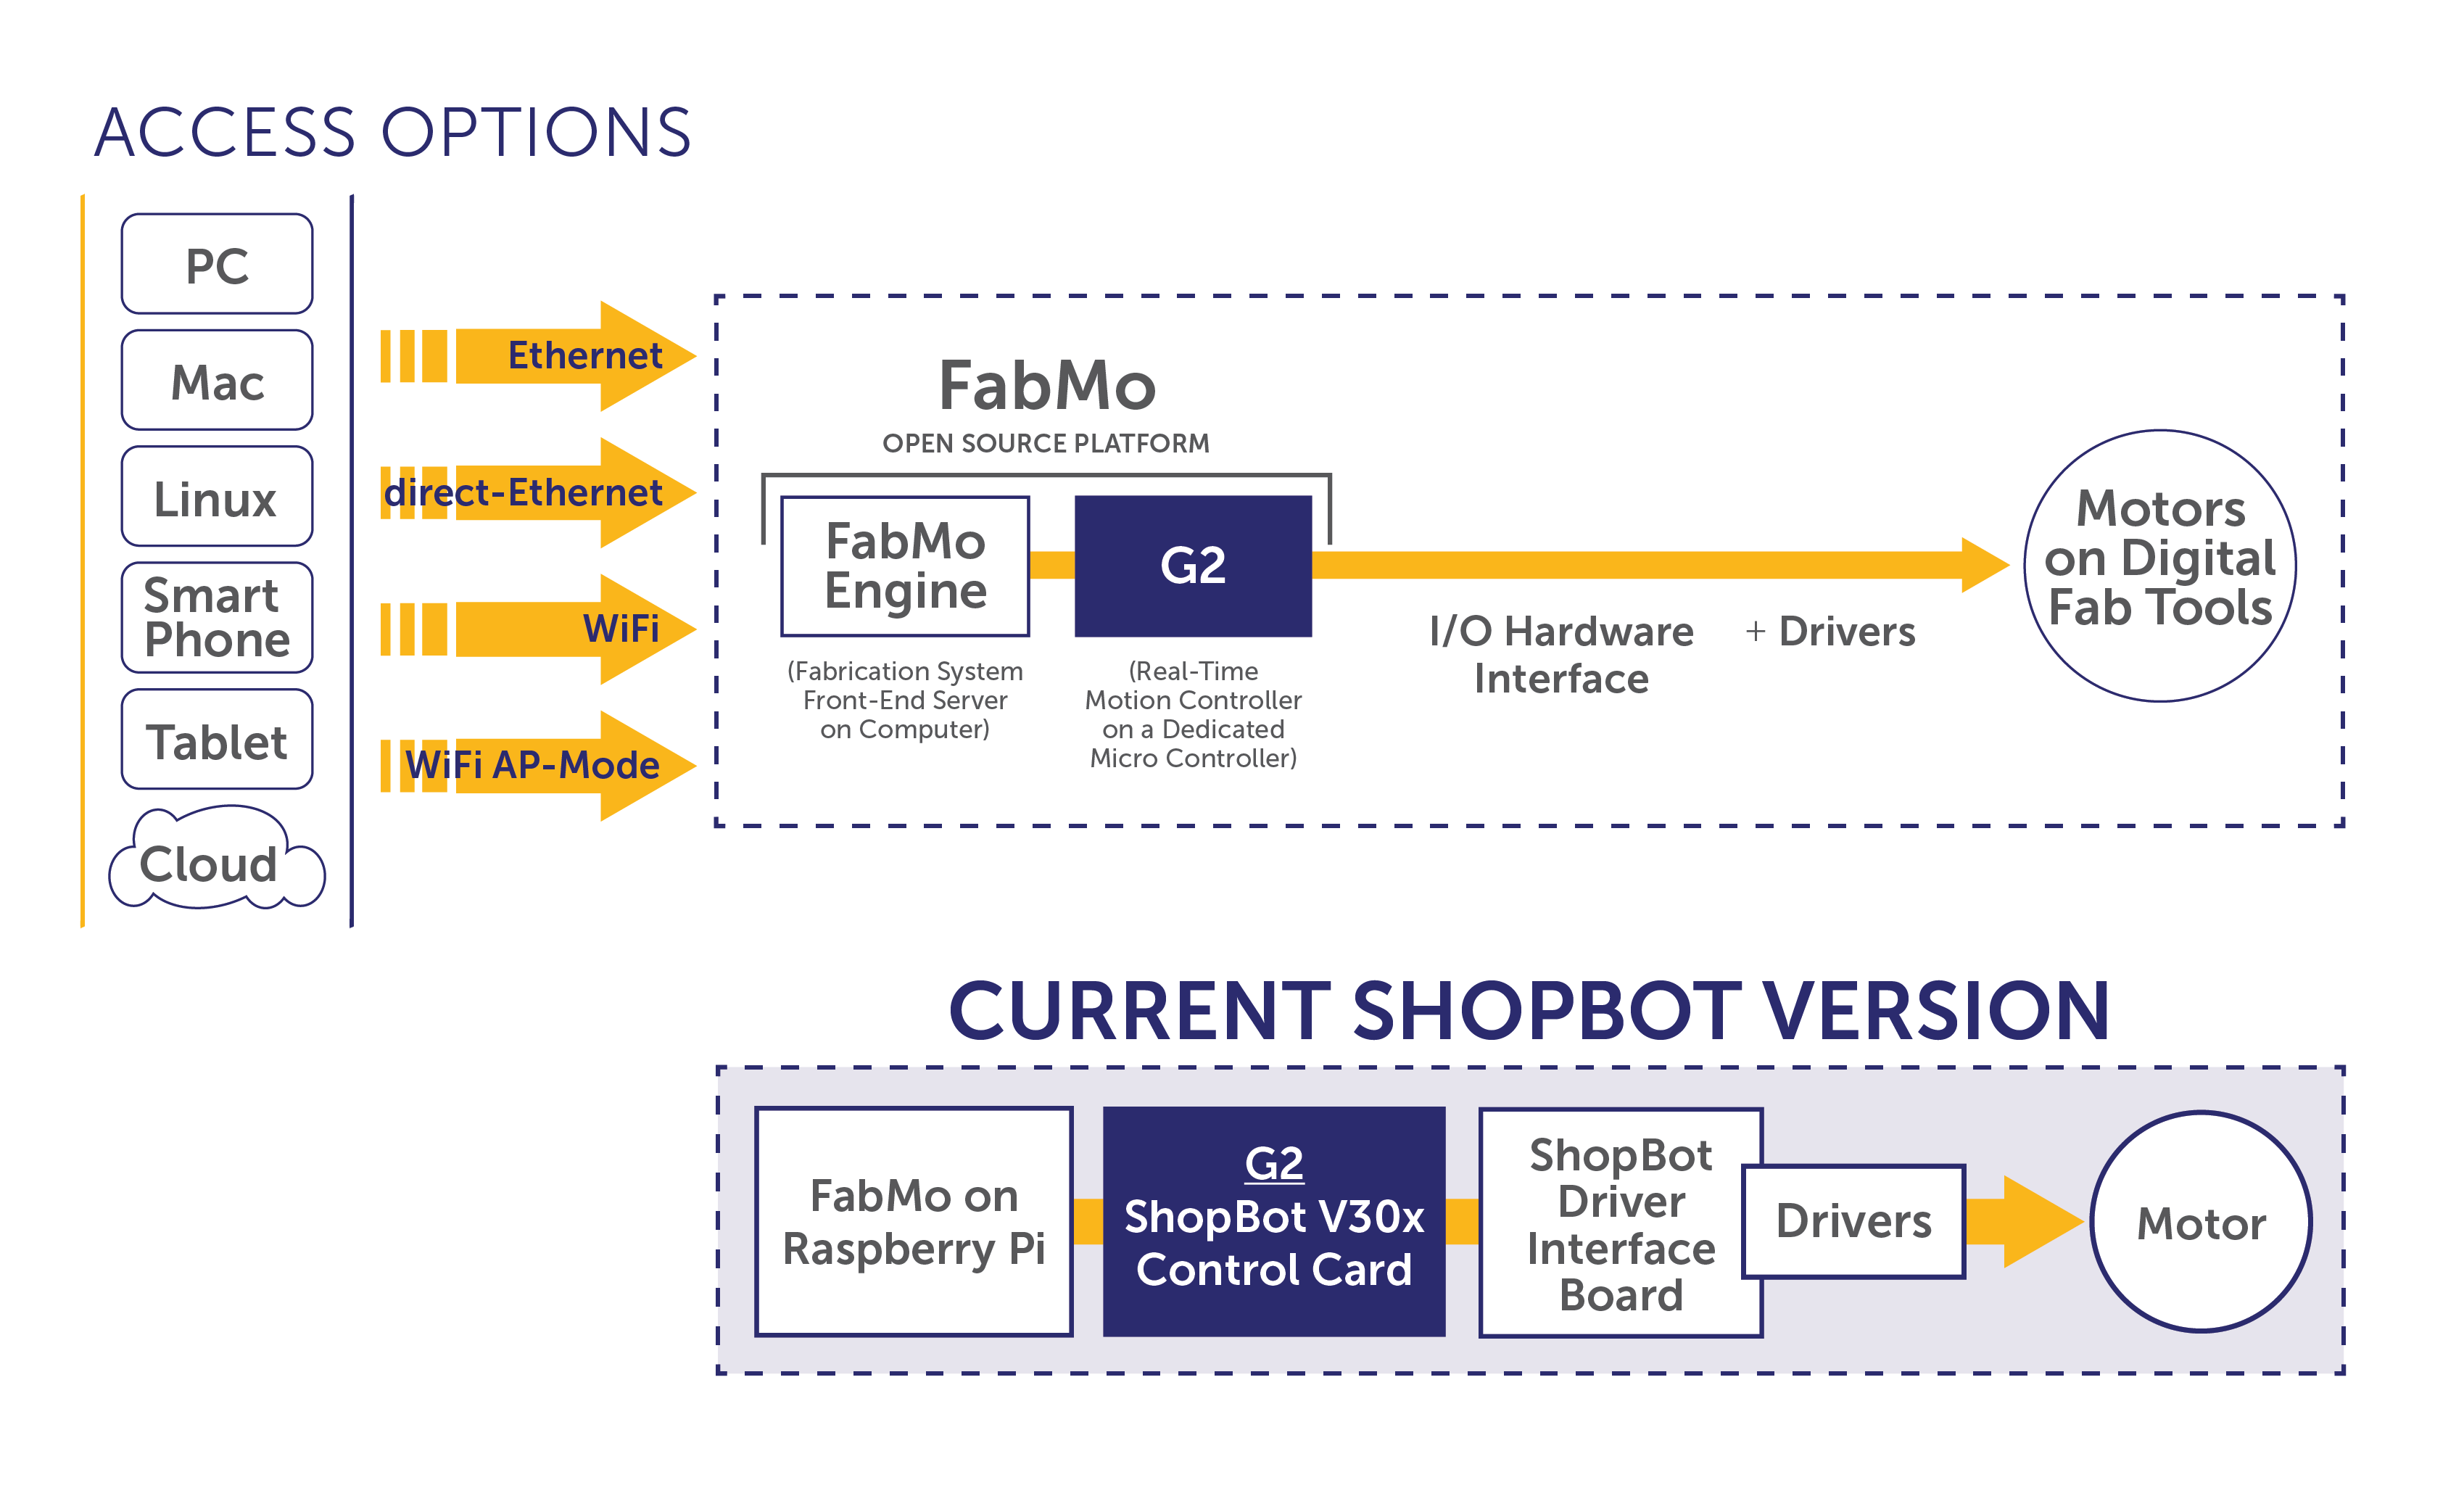 ACCESS OPTIONS
PC
Mac
Linux
Smart
Phone
Tablet
Cloud
Ethernet
direct-Ethernet
WiFi
WiFi AP-Mode
FabMo
OPEN SOURCE PLATFORM
FabMo
Engine
(Fabrication System
Front-End Server
on Computer)
G2
(Real-Time
Motion Controller
on a Dedicated
Micro Controller)
I/O Hardware + Drivers
Interface
Motors
on Digital
Fab Tools
CURRENT SHOPBOT VERSION
FabMo on
Raspberry Pi
G2
ShopBot V30x
Control Card
ShopBot
Driver
Interface
Board
Drivers
Motor